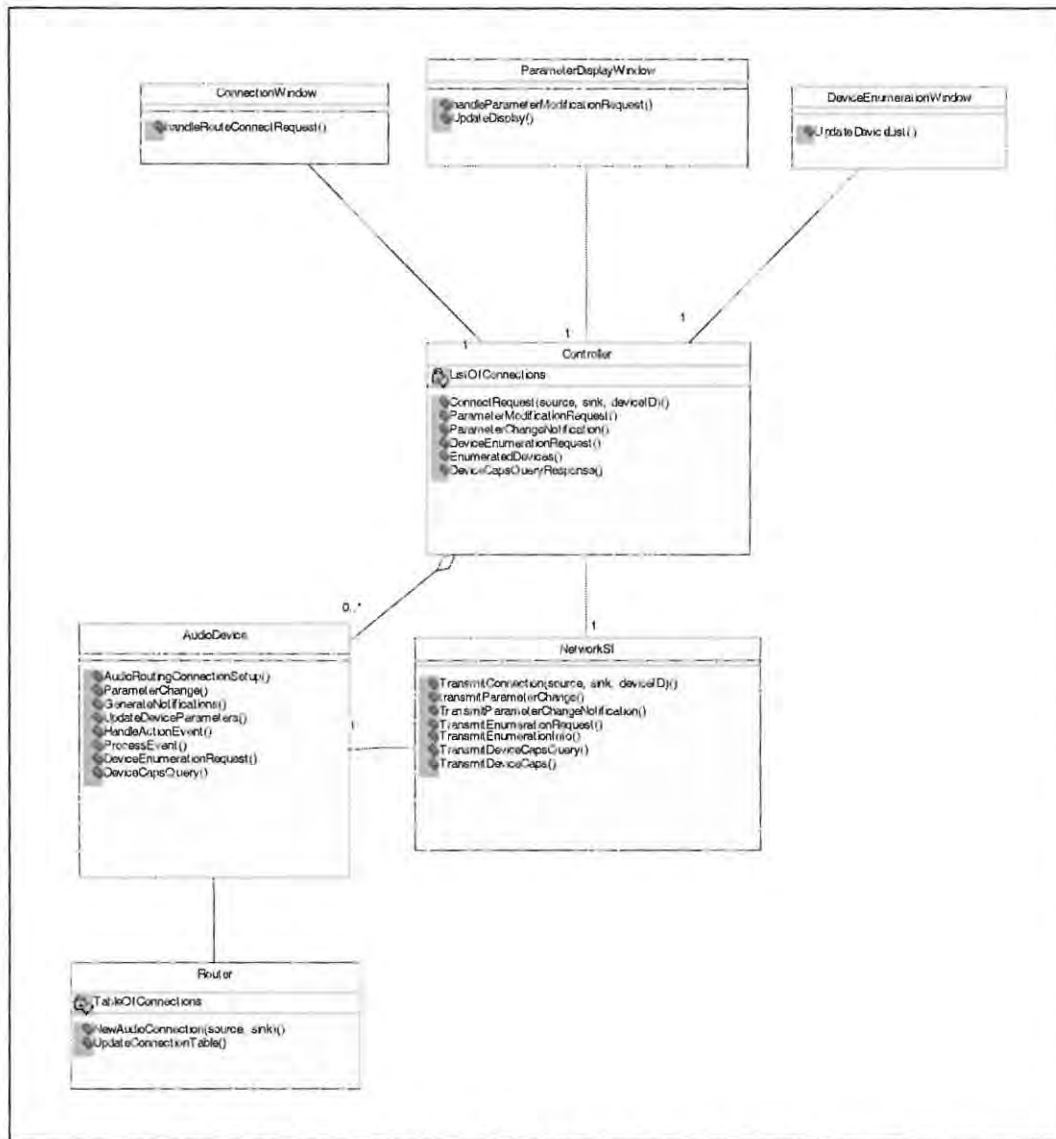 ConnectionWindow
handleRouteConnectRequest()
ParameterDisplayWindow
handleParameterModificationRequest()
UpdateDisplay()
DeviceEnumerationWindow
UpdateDeviceList()
1
1
1
Controller
ListOfConnections
ConnectRequest(source, sink, deviceID)()
ParameterModificationRequest()
ParameterChangeNotification()
DeviceEnumerationRequest()
EnumeratedDevices()
DeviceCapsQueryResponse()
0..*
1
AudioDevice
AudioRoutingConnectionSetup()
ParameterChange()
GenerateNotifications()
UpdateDeviceParameters()
HandleActionEvent()
ProcessEvent()
DeviceEnumerationRequest()
DeviceCapsQuery()
1
NetworkSI
TransmitConnection(source, sink, deviceID)()
transmitParameterChange()
TransmitParameterChangeNotification()
TransmitEnumerationRequest()
TransmitEnumerationInfo()
TransmitDeviceCapsQuery()
TransmitDeviceCaps()
Router
TableOfConnections
NewAudioConnection(source, sink)()
UpdateConnectionTable()